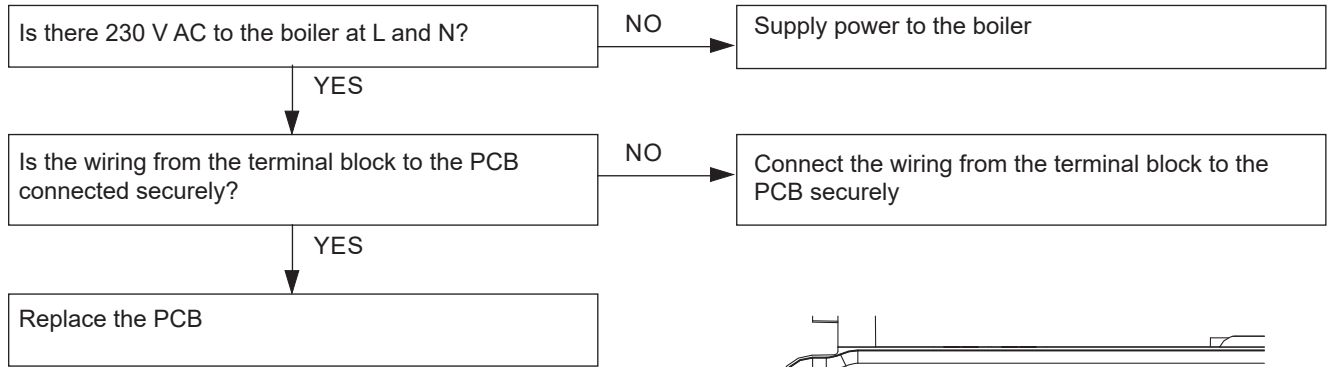 Is there 230 V AC to the boiler at L and N?
NO
Supply power to the boiler
YES
Is the wiring from the terminal block to the PCB
connected securely?
NO
Connect the wiring from the terminal block to the
PCB securely
YES
Replace the PCB